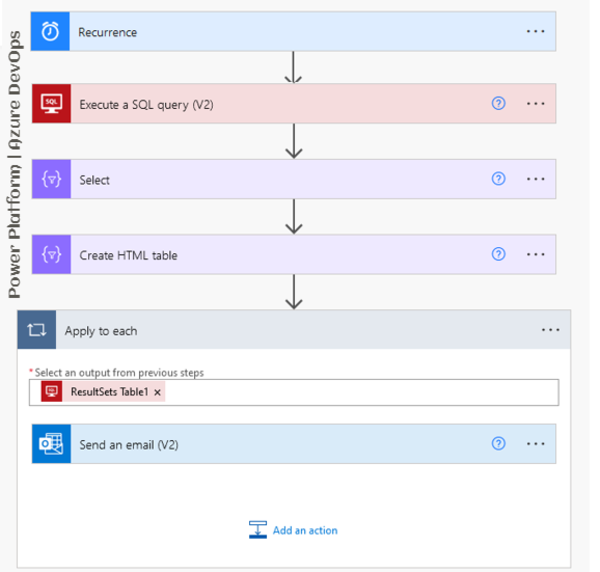 Power Platform | Azure DevOps
Recurrence
SQL
Execute a SQL query (V2)
Select
Create HTML table
Apply to each
*Select an output from previous steps
ResultSets Table1 ×
Send an email (V2)
Add an action